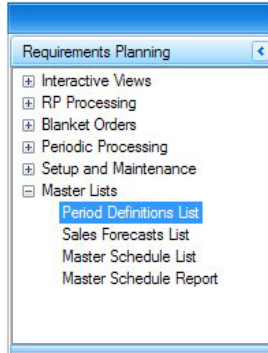 Requirements Planning
Interactive Views
RP Processing
Blanket Orders
Periodic Processing
Setup and Maintenance
Master Lists
Period Definitions List
Sales Forecasts List
Master Schedule List
Master Schedule Report